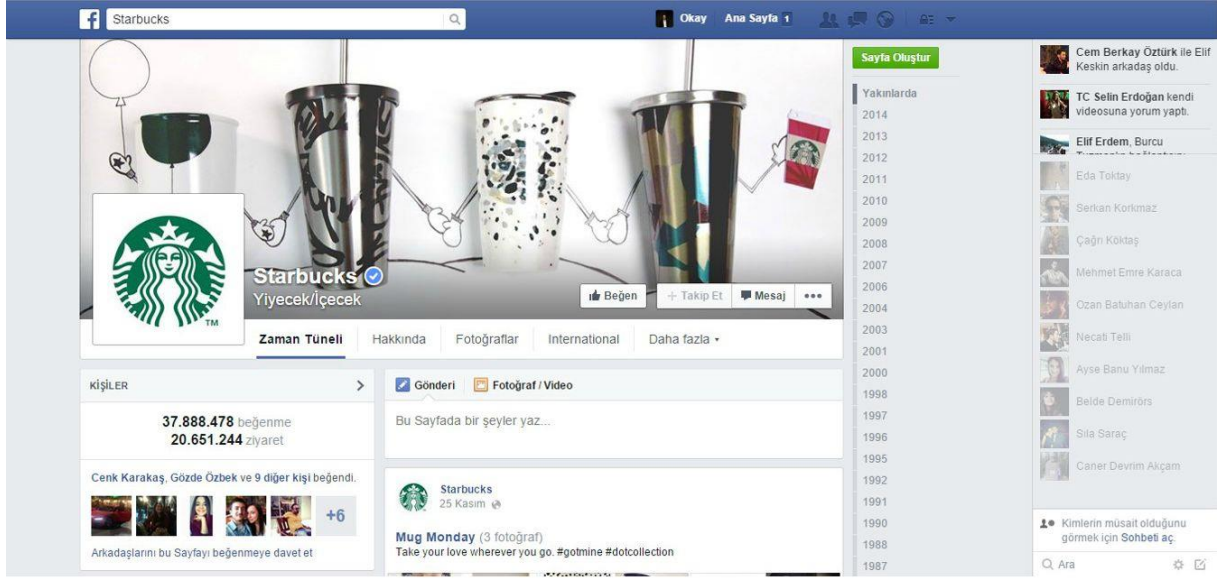 Starbucks
Okay
Ana Sayfa 1
Sayfa Oluştur
Yakınlarda
2014
2013
2012
2011
2010
2009
2008
2007
2006
2004
2003
2001
2000
1998
1997
1996
1995
1992
1991
1990
1988
1987
Starbucks
Yiyecek/İçecek
Beğen
+ Takip Et
Mesaj
TM
Zaman Tüneli
Hakkında
Fotoğraflar
International
Daha fazla
KİŞİLER
37.888.478 beğenme
20.651.244 ziyaret
Cenk Karakaş, Gözde Özbek ve 9 diğer kişi beğendi.
+6
Arkadaşlarını bu Sayfayı beğenmeye davet et
Gönderi
Fotoğraf / Video
Bu Sayfada bir şeyler yaz...
Starbucks
25 Kasım
Mug Monday (3 fotoğraf)
Take your love wherever you go. #gotmine #dotcollection
Cem Berkay Öztürk ile Elif
Keskin arkadaş oldu.
TC Selin Erdoğan kendi
videosuna yorum yaptı.
Elif Erdem, Burcu
Eda Toktay
Serkan Korkmaz
Çağrı Köktaş
Mehmet Emre Karaca
Ozan Batuhan Ceylan
Necati Telli
Ayse Banu Yılmaz
Belde Demirörs
Sıla Saraç
Caner Devrim Akçam
Kimlerin müsait olduğunu
görmek için Sohbeti aç.
Ara